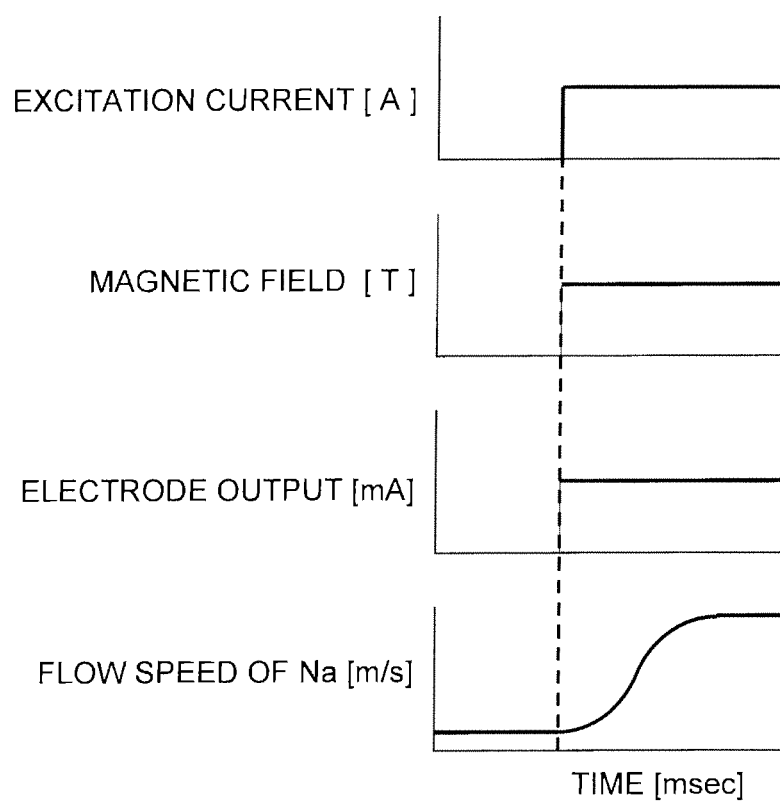 EXCITATION CURRENT [ A ]
MAGNETIC FIELD [ T ]
ELECTRODE OUTPUT [mA]
FLOW SPEED OF Na [m/s]
TIME [msec]